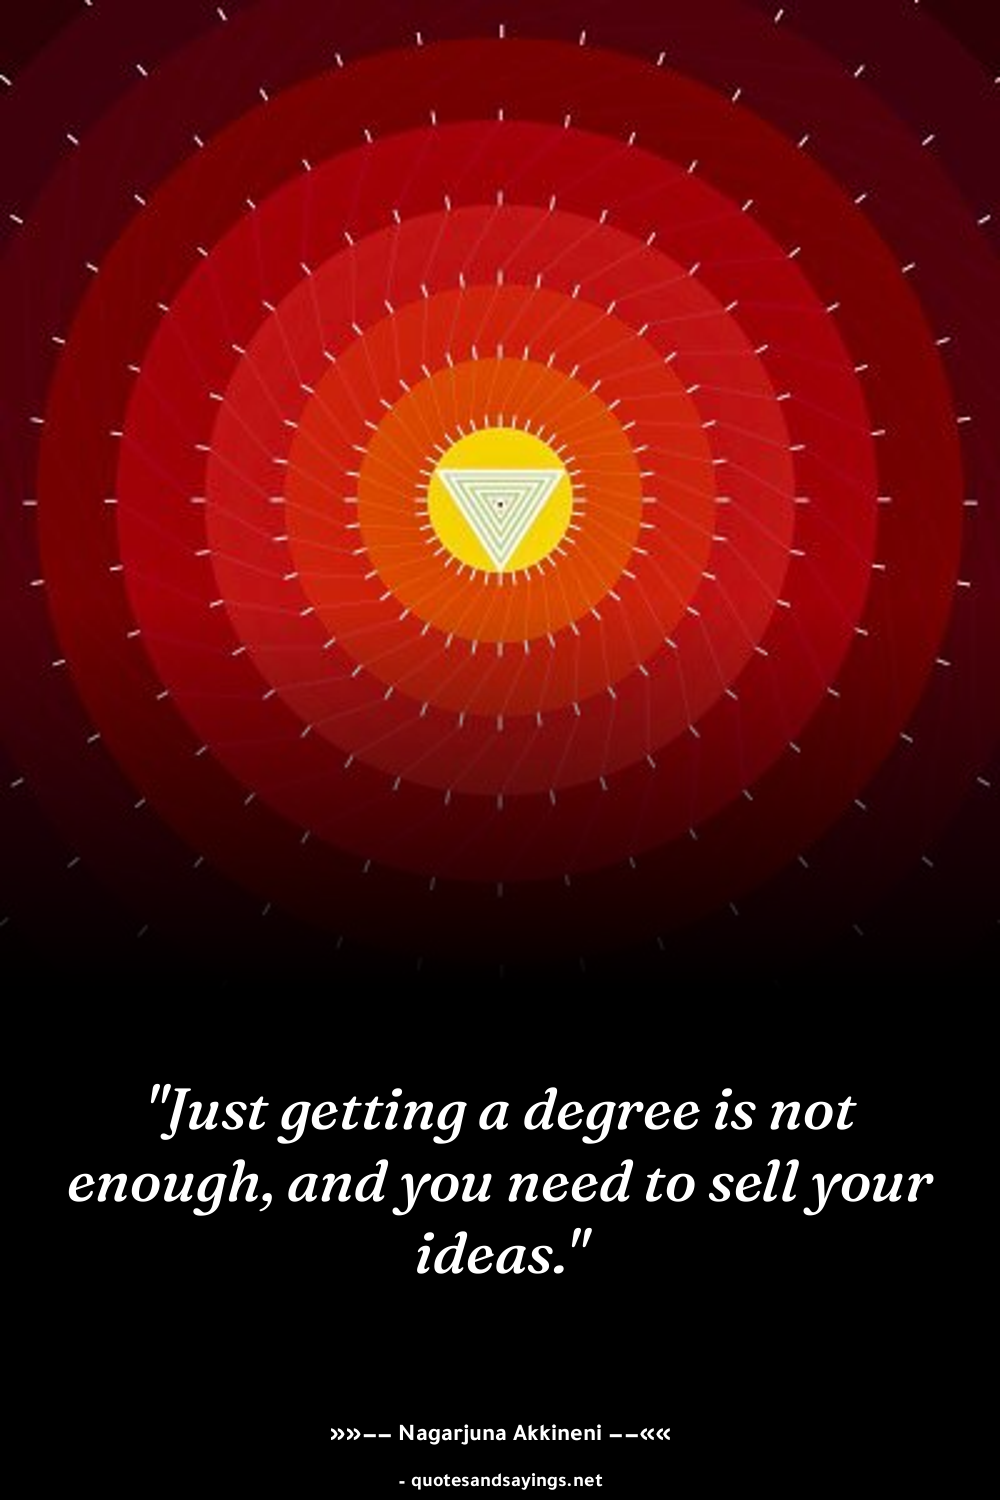 "Just getting a degree is not
enough, and you need to sell your
ideas."
»»−− Nagarjuna Akkineni −−««
- quotesandsayings.net